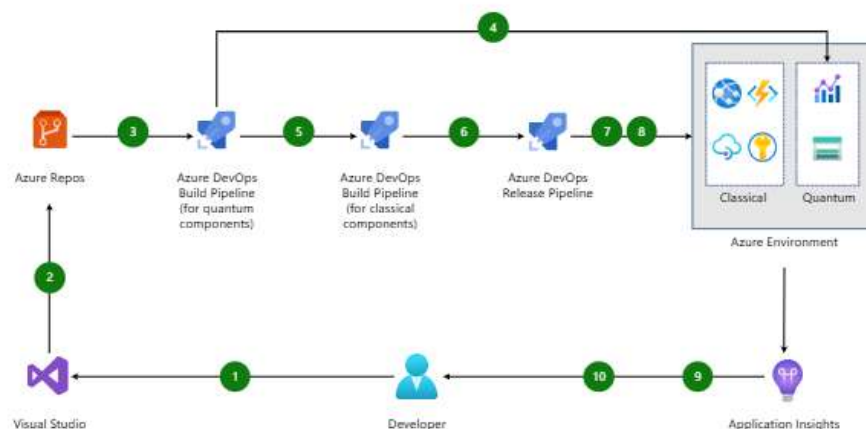 4
3
5
6
7
8
Azure Repos
Azure DevOps
Build Pipeline
(for quantum
components)
Azure DevOps
Build Pipeline
(for classical
components)
Azure DevOps
Release Pipeline
Classical
Quantum
Azure Environment
2
1
10
9
Visual Studio
Developer
Application Insights